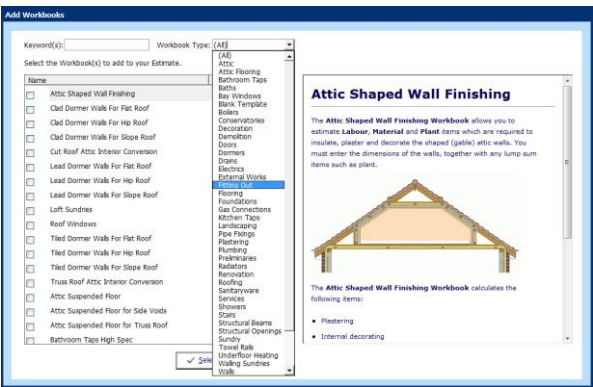 Add Workbooks
Keyword(s):
Workbook Type: (All)
Select the Workbook(s) to add to your Estimate.
Name
Attic Shaped Wall Finishing
Clad Dormer Walls For Flat Roof
Clad Dormer Walls For Hip Roof
Clad Dormer Walls For Slope Roof
Cut Roof Attic Interior Conversion
Lead Dormer Walls For Flat Roof
Lead Dormer Walls For Hip Roof
Lead Dormer Walls For Slope Roof
Loft Sundries
Roof Windows
Tiled Dormer Walls For Flat Roof
Tiled Dormer Walls For Hip Roof
Tiled Dormer Walls For Slope Roof
Truss Roof Attic Interior Conversion
Attic Suspended Floor
Attic Suspended Floor for Side Voids
Attic Suspended Floor for Truss Roof
Bathroom Taps High Spec
(All)
Attic
Attic Flooring
Bathroom Taps
Baths
Bay Windows
Blank Template
Boilers
Conservatories
Decoration
Demolition
Doors
Dormers
Drains
Electrics
External Works
Fitting Out
Flooring
Foundations
Gas Connections
Kitchen Taps
Landscaping
Pipe Fixings
Plastering
Plumbing
Preliminaries
Radiators
Renovation
Roofing
Sanitaryware
Services
Showers
Stairs
Structural Beams
Structural Openings
Sundry
Towel Rails
Underfloor Heating
Walling Sundries
Walls
Sele
Attic Shaped Wall Finishing
The Attic Shaped Wall Finishing Workbook allows you to
estimate Labour, Material and Plant items which are required to
insulate, plaster and decorate the shaped (gable) attic walls. You
must enter the dimensions of the walls, together with any lump sum
items such as plant.
The Attic Shaped Wall Finishing Workbook calculates the
following items:
• Plastering
• Internal decorating